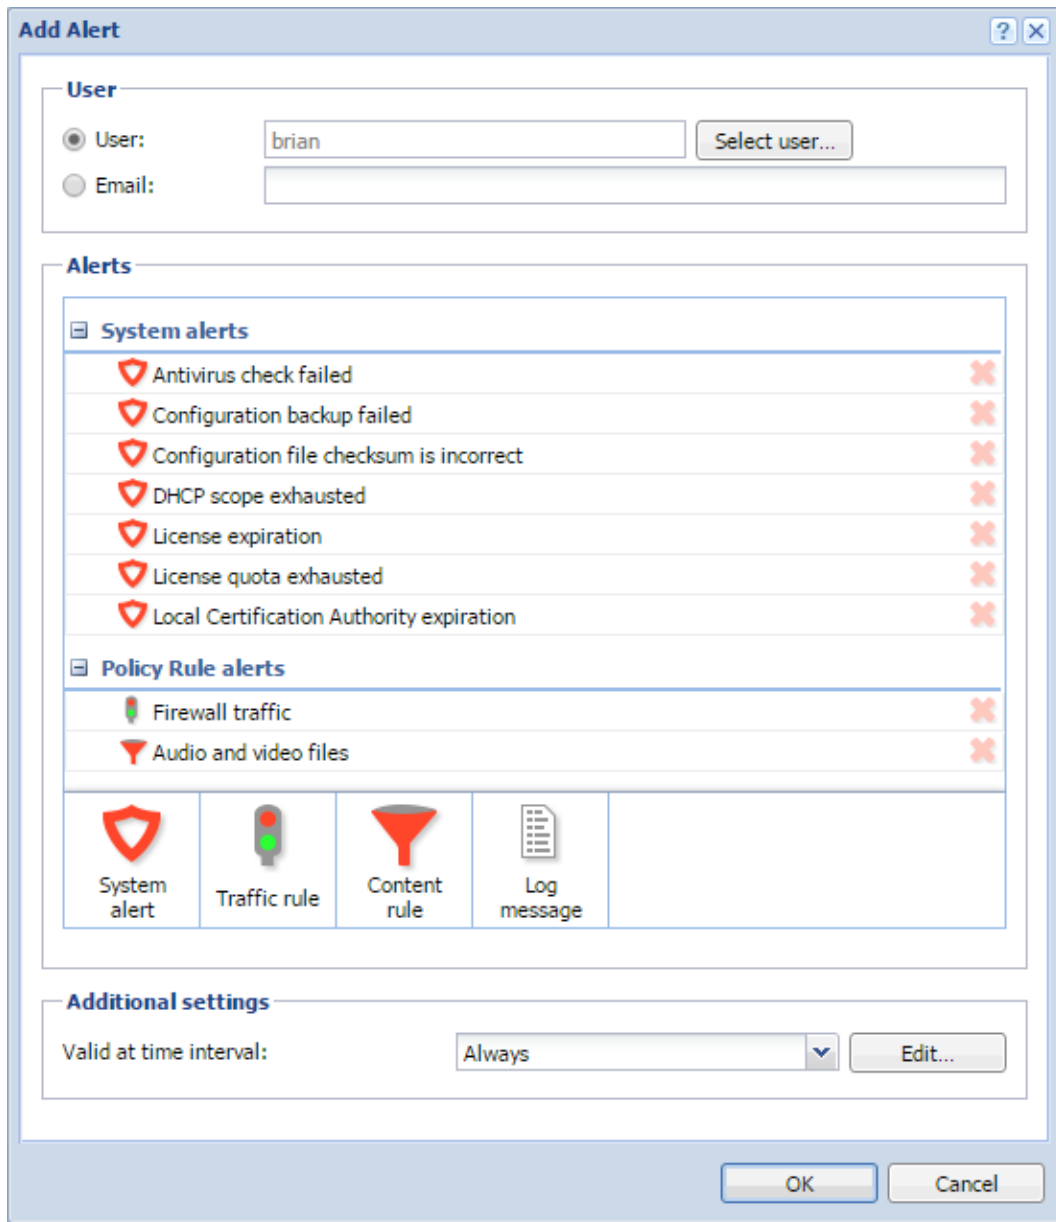 Add Alert
User
User: brian Select user...
Email:
Alerts
System alerts
Antivirus check failed
Configuration backup failed
Configuration file checksum is incorrect
DHCP scope exhausted
License expiration
License quota exhausted
Local Certification Authority expiration
Policy Rule alerts
Firewall traffic
Audio and video files
System alert
Traffic rule
Content rule
Log message
Additional settings
Valid at time interval: Always Edit...
OK Cancel